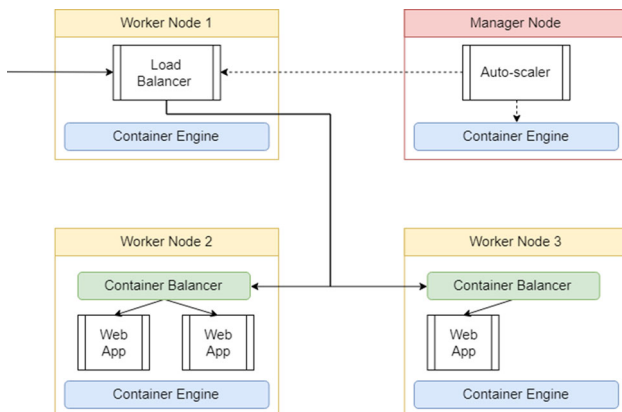 Worker Node 1
Load
Balancer
Container Engine
Manager Node
Auto-scaler
Container Engine
Worker Node 2
Container Balancer
Web
App
Web
App
Container Engine
Worker Node 3
Container Balancer
Web
App
Container Engine